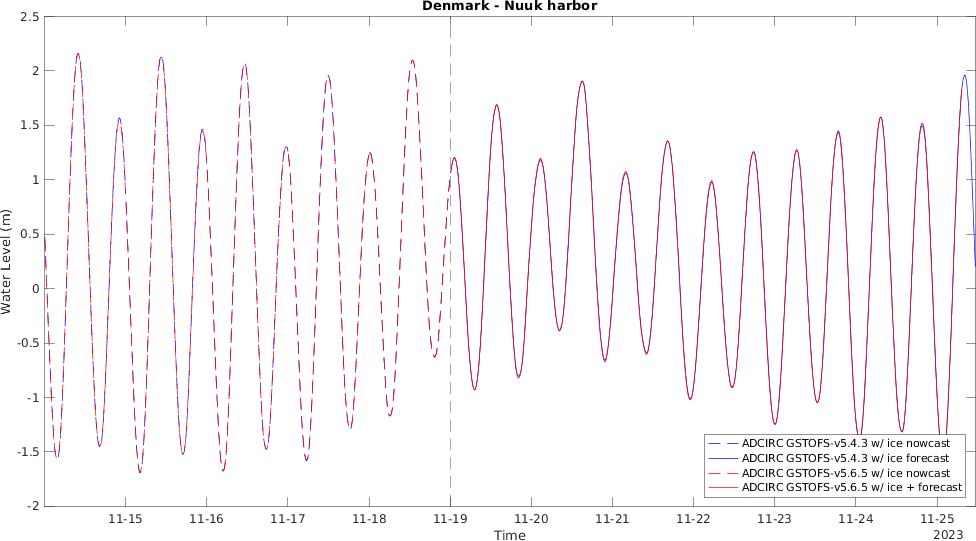 Denmark - Nuuk harbor
2.5
2
1.5
1
0.5
0
-0.5
-1
-1.5
-2
Water Level (m)
ADCIRC GSTOFS-v5.4.3 w/ ice nowcast
ADCIRC GSTOFS-v5.4.3 w/ ice forecast
ADCIRC GSTOFS-v5.6.5 w/ ice nowcast
ADCIRC GSTOFS-v5.6.5 w/ ice + forecast
11-15 11-16 11-17 11-18 11-19 11-20 11-21 11-22 11-23 11-24 11-25
Time
2023